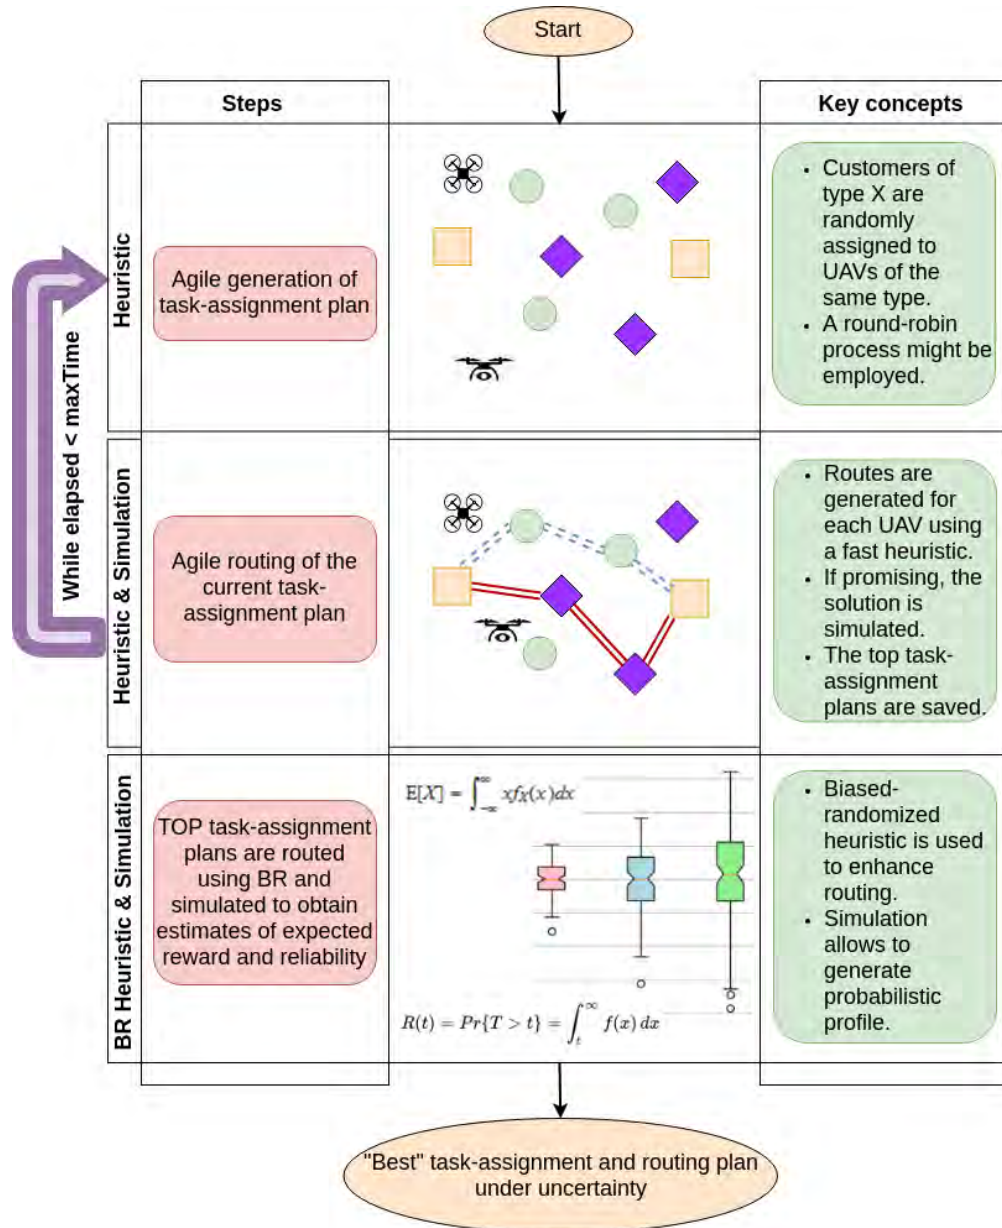 Start
Steps
Key concepts
While elapsed < maxTime
Heuristic
Agile generation of
task-assignment plan
• Customers of
type X are
randomly
assigned to
UAVs of the
same type.
• A round-robin
process might be
employed.
Heuristic & Simulation
Agile routing of the
current task-
assignment plan
• Routes are
generated for
each UAV using
a fast heuristic.
• If promising, the
solution is
simulated.
• The top task-
assignment
plans are saved.
BR Heuristic & Simulation
TOP task-assignment
plans are routed
using BR and
simulated to obtain
estimates of expected
reward and reliability
E[X] = ∫_{-∞}^{∞} xf_X(x)dx
R(t) = Pr{T > t} = ∫_t^∞ f(x) dx
• Biased-
randomized
heuristic is used
to enhance
routing.
• Simulation
allows to
generate
probabilistic
profile.
"Best" task-assignment and routing plan
under uncertainty